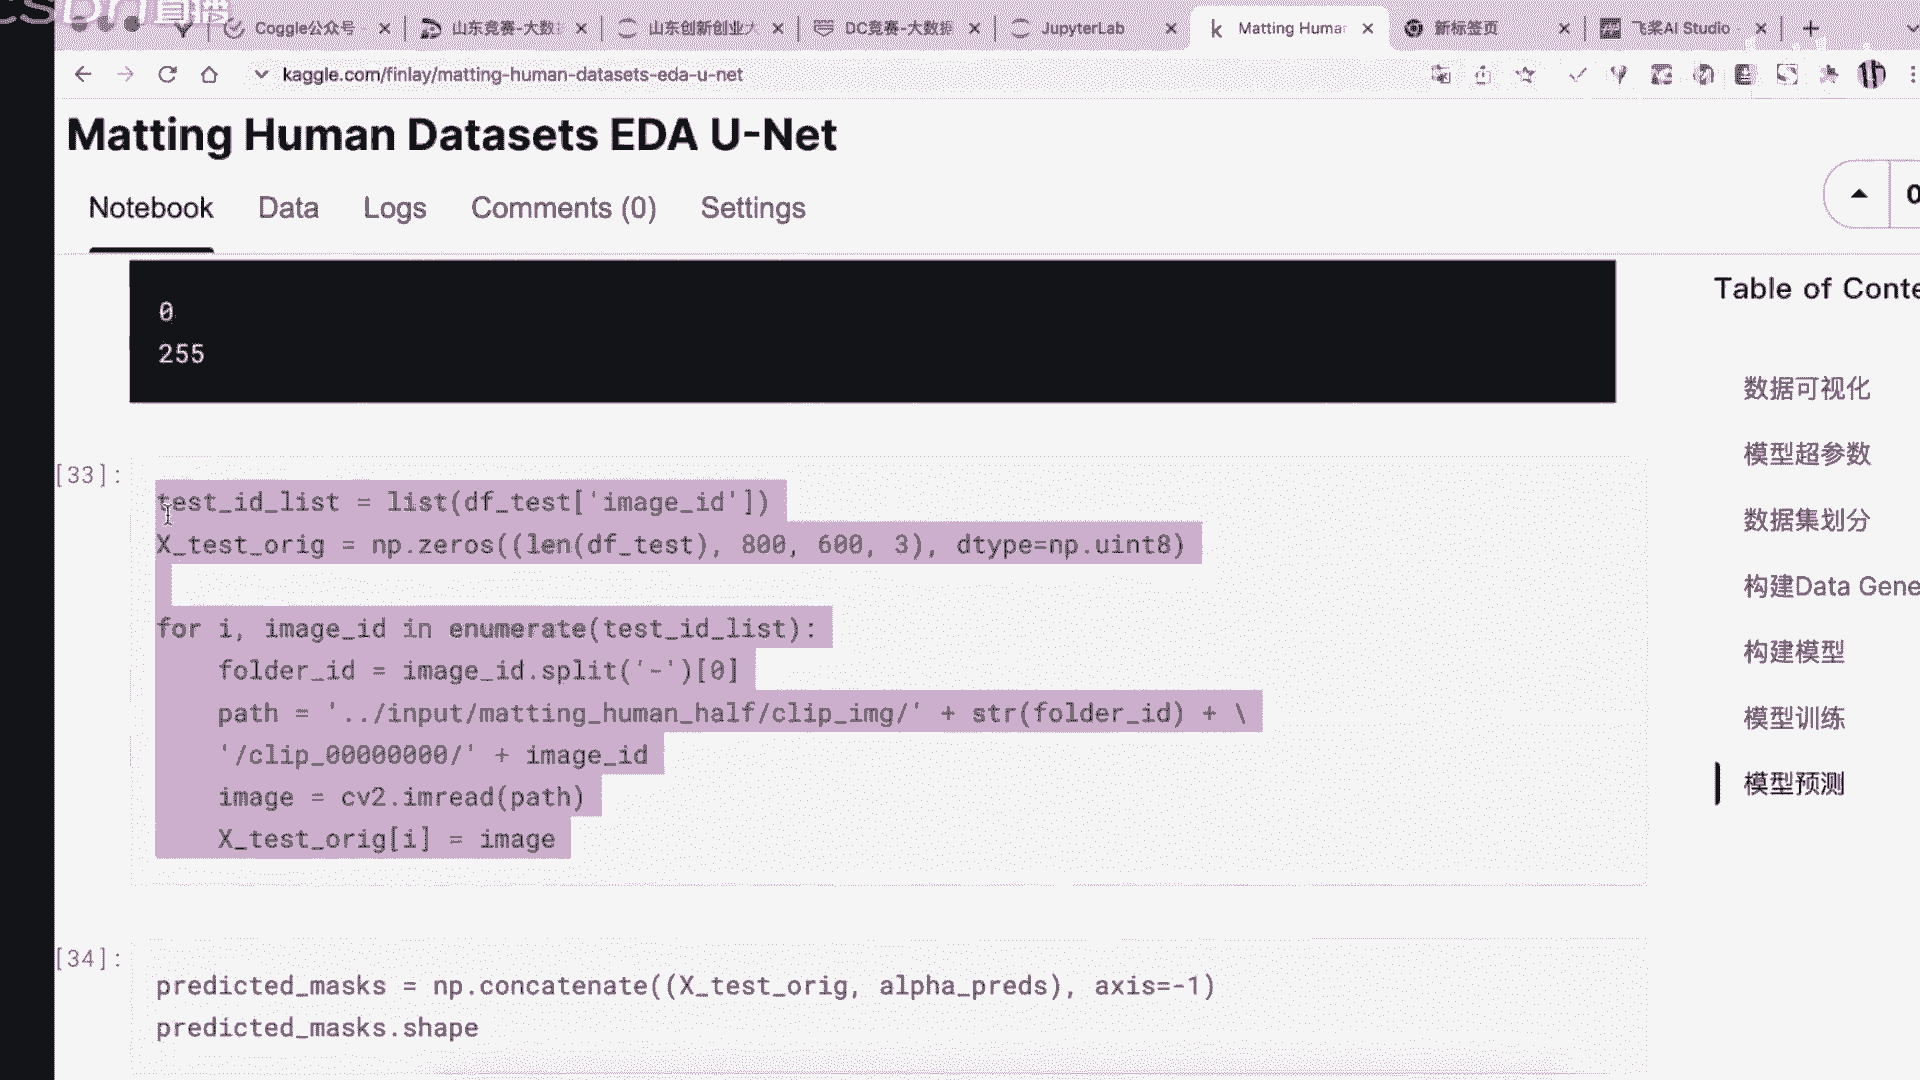 直播
Coggle公众号
山东竞赛-大数
山东创新创业大
DC竞赛-大数据
JupyterLab
Matting Human
新标签页
飞桨AI Studio
kaggle.com/finlay/matting-human-datasets-eda-u-net
Matting Human Datasets EDA U-Net
Notebook
Data
Logs
Comments (0)
Settings
0
0
255
[33]:
test_id_list = list(df_test['image_id'])
X_test_orig = np.zeros((len(df_test), 800, 600, 3), dtype=np.uint8)
for i, image_id in enumerate(test_id_list):
folder_id = image_id.split('-')[0]
path = '../input/matting_human_half/clip_img/' + str(folder_id) + \
'/clip_00000000/' + image_id
image = cv2.imread(path)
X_test_orig[i] = image
[34]:
predicted_masks = np.concatenate((X_test_orig, alpha_preds), axis=-1)
predicted_masks.shape
Table of Conte
数据可视化
模型超参数
数据集划分
构建Data Gene
构建模型
模型训练
模型预测